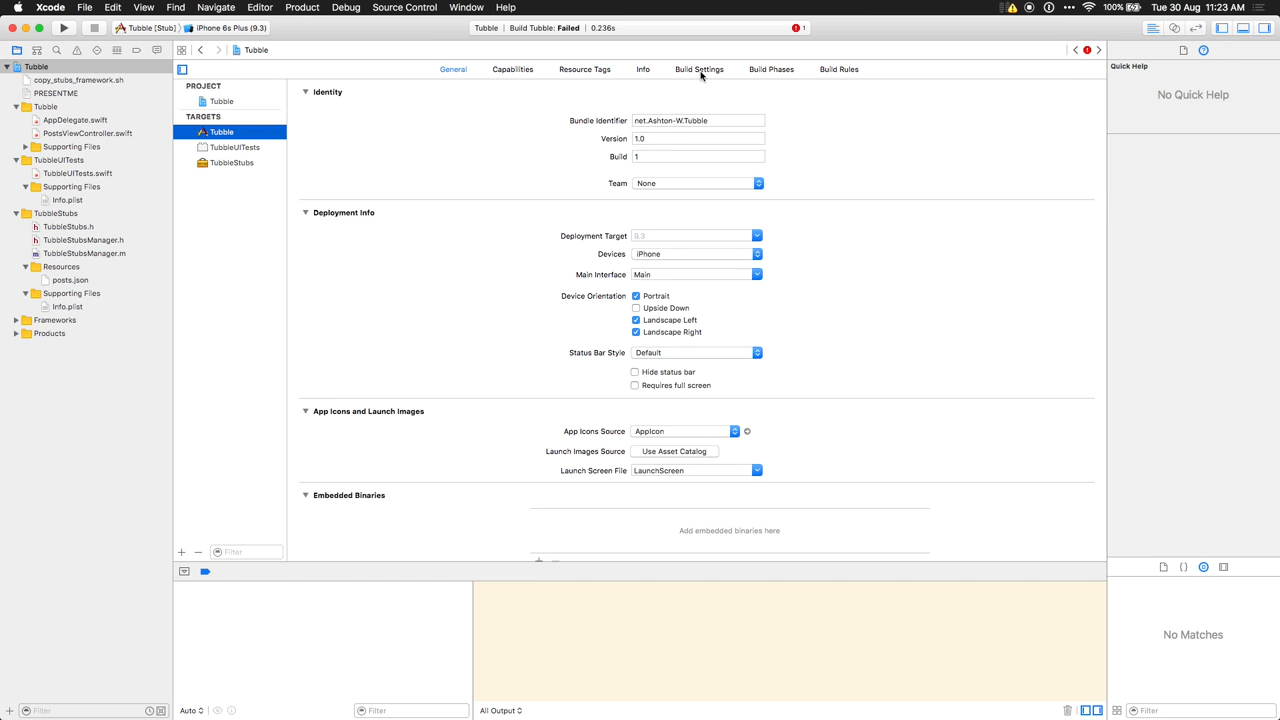 Xcode File Edit View Find Navigate Editor Product Debug Source Control Window Help 100% Tue 30 Aug 11:23 AM
Tubble [Stub] iPhone 6s Plus (9.3) Tubble Build Tubble: Failed 0.236s 1
Tubble
Tubble
copy_stubs_framework.sh
PRESENTME
Tubble
AppDelegate.swift
PostsViewController.swift
Supporting Files
TubbleUITests
TubbleUITests.swift
Supporting Files
Info.plist
TubbleStubs
TubbleStubs.h
TubbleStubsManager.h
TubbleStubsManager.m
Resources
posts.json
Supporting Files
Info.plist
Frameworks
Products
Filter
General Capabilities Resource Tags Info Build Settings Build Phases Build Rules
PROJECT
Tubble
TARGETS
Tubble
TubbleUITests
TubbleStubs
Filter
Identity
Bundle Identifier net.Ashton-W.Tubble
Version 1.0
Build 1
Team None
Deployment Info
Deployment Target 9.3
Devices iPhone
Main Interface Main
Device Orientation Portrait
Upside Down
Landscape Left
Landscape Right
Status Bar Style Default
Hide status bar
Requires full screen
App Icons and Launch Images
App Icons Source AppIcon
Launch Images Source Use Asset Catalog
Launch Screen File LaunchScreen
Embedded Binaries
Add embedded binaries here
Auto Filter All Output
Quick Help
No Quick Help
No Matches
Filter